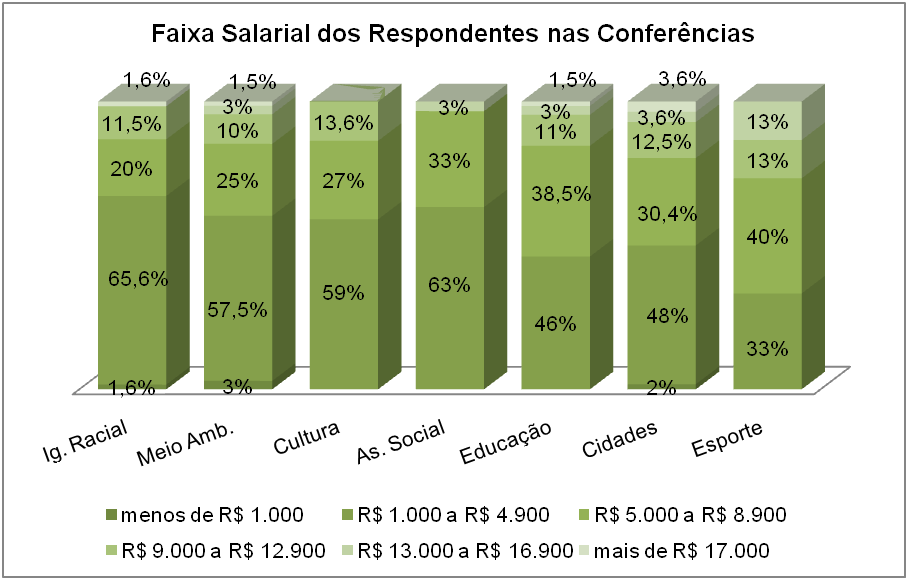 Faixa Salarial dos Respondentes nas Conferências
1,6% 1,5% 1,5% 3,6%
3% 3% 3% 3,6% 13%
11,5% 10% 13,6% 11% 12,5% 13%
20% 25% 27% 33% 38,5% 30,4% 40%
65,6% 57,5% 59% 63% 46% 48% 33%
1,6% 3% 2%
Ig. Racial Meio Amb. Cultura As. Social Educação Cidades Esporte
menos de R$ 1.000 R$ 1.000 a R$ 4.900 R$ 5.000 a R$ 8.900
R$ 9.000 a R$ 12.900 R$ 13.000 a R$ 16.900 mais de R$ 17.000